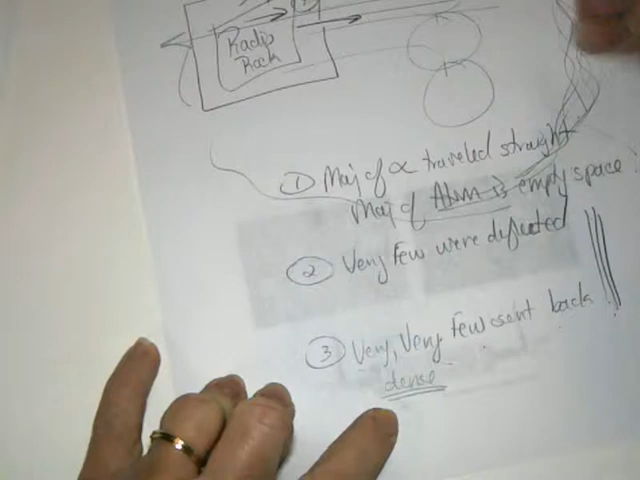 Radio
Rock
① Maj of α traveled straight
Maj of Atom is empty space
② Very few were deflected
③ Very, Very few sent back
dense